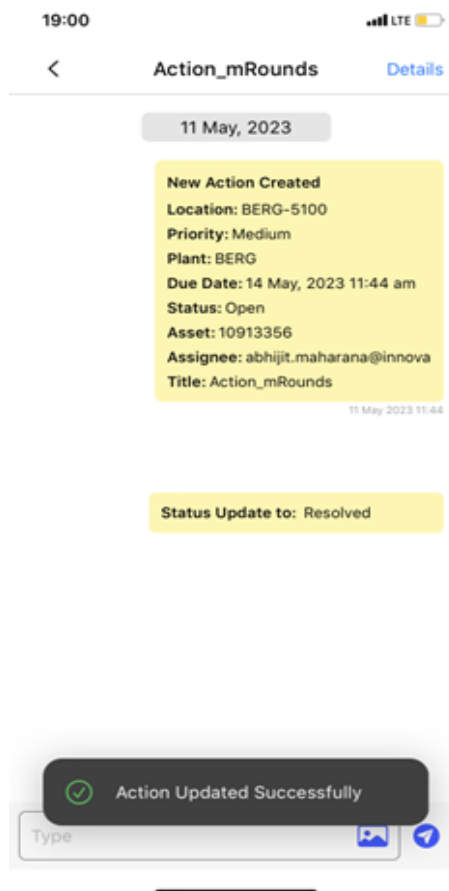 19:00
LTE
Action_mRounds
Details
11 May, 2023
New Action Created
Location: BERG-5100
Priority: Medium
Plant: BERG
Due Date: 14 May, 2023 11:44 am
Status: Open
Asset: 10913356
Assignee: abhijit.maharana@innova
Title: Action_mRounds
11 May 2023 11:44
Status Update to: Resolved
Action Updated Successfully
Type